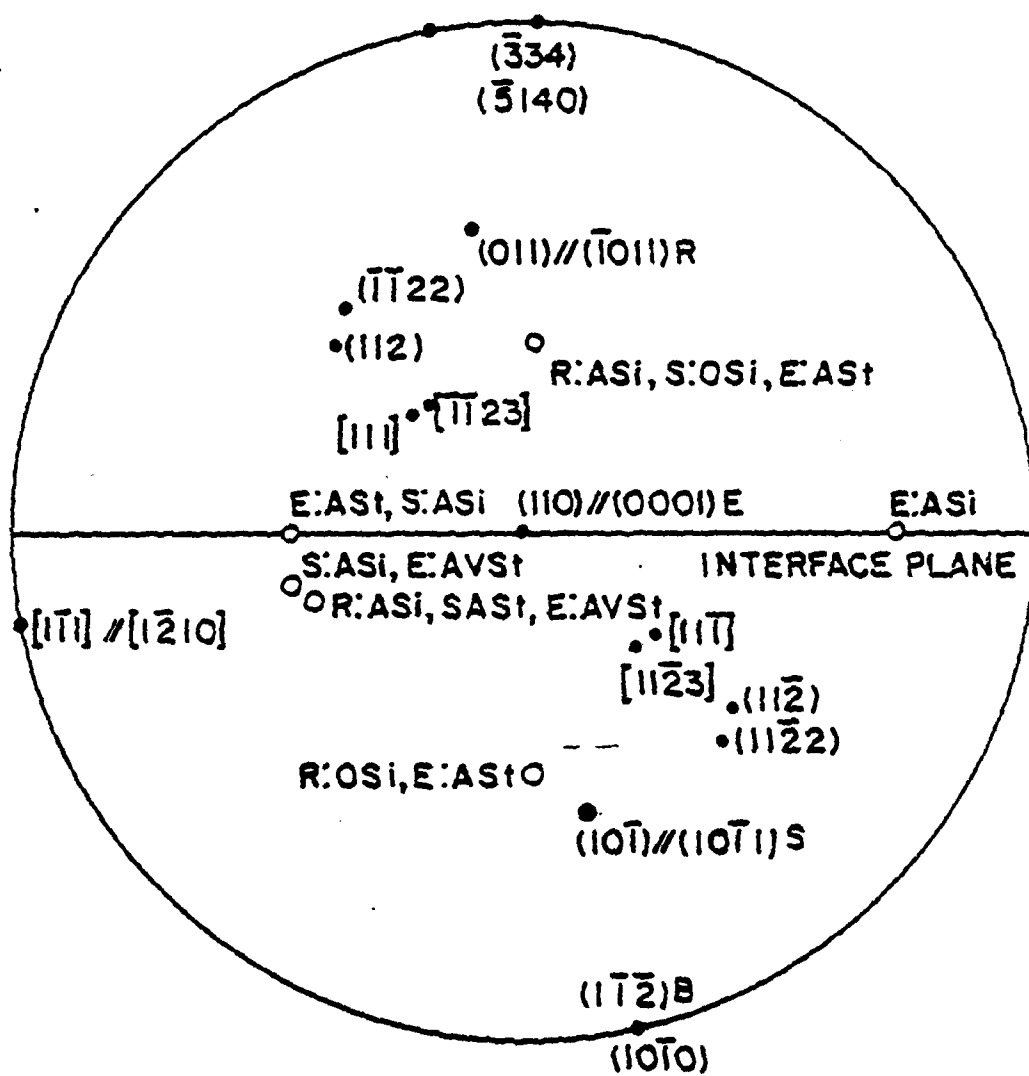 (3̅34)
(5̅140)
(011)//(1̅011)R
(1̅1̅22)
(112)
R:ASi, S:OSi, E:ASt
[111]
[1̅1̅23]
E:ASt, S:ASi
(110)//(0001)E
E:ASi
S:ASi, E:AVSt
INTERFACE PLANE
R:ASi, SASt, E:AVSt
[11̅1]//[12̅10]
[111̅]
[112̅3]
(112̅)
(112̅2)
R:OSi, E:ASt
(101̅)//(101̅1)S
(11̅2̅)B
(101̅0)